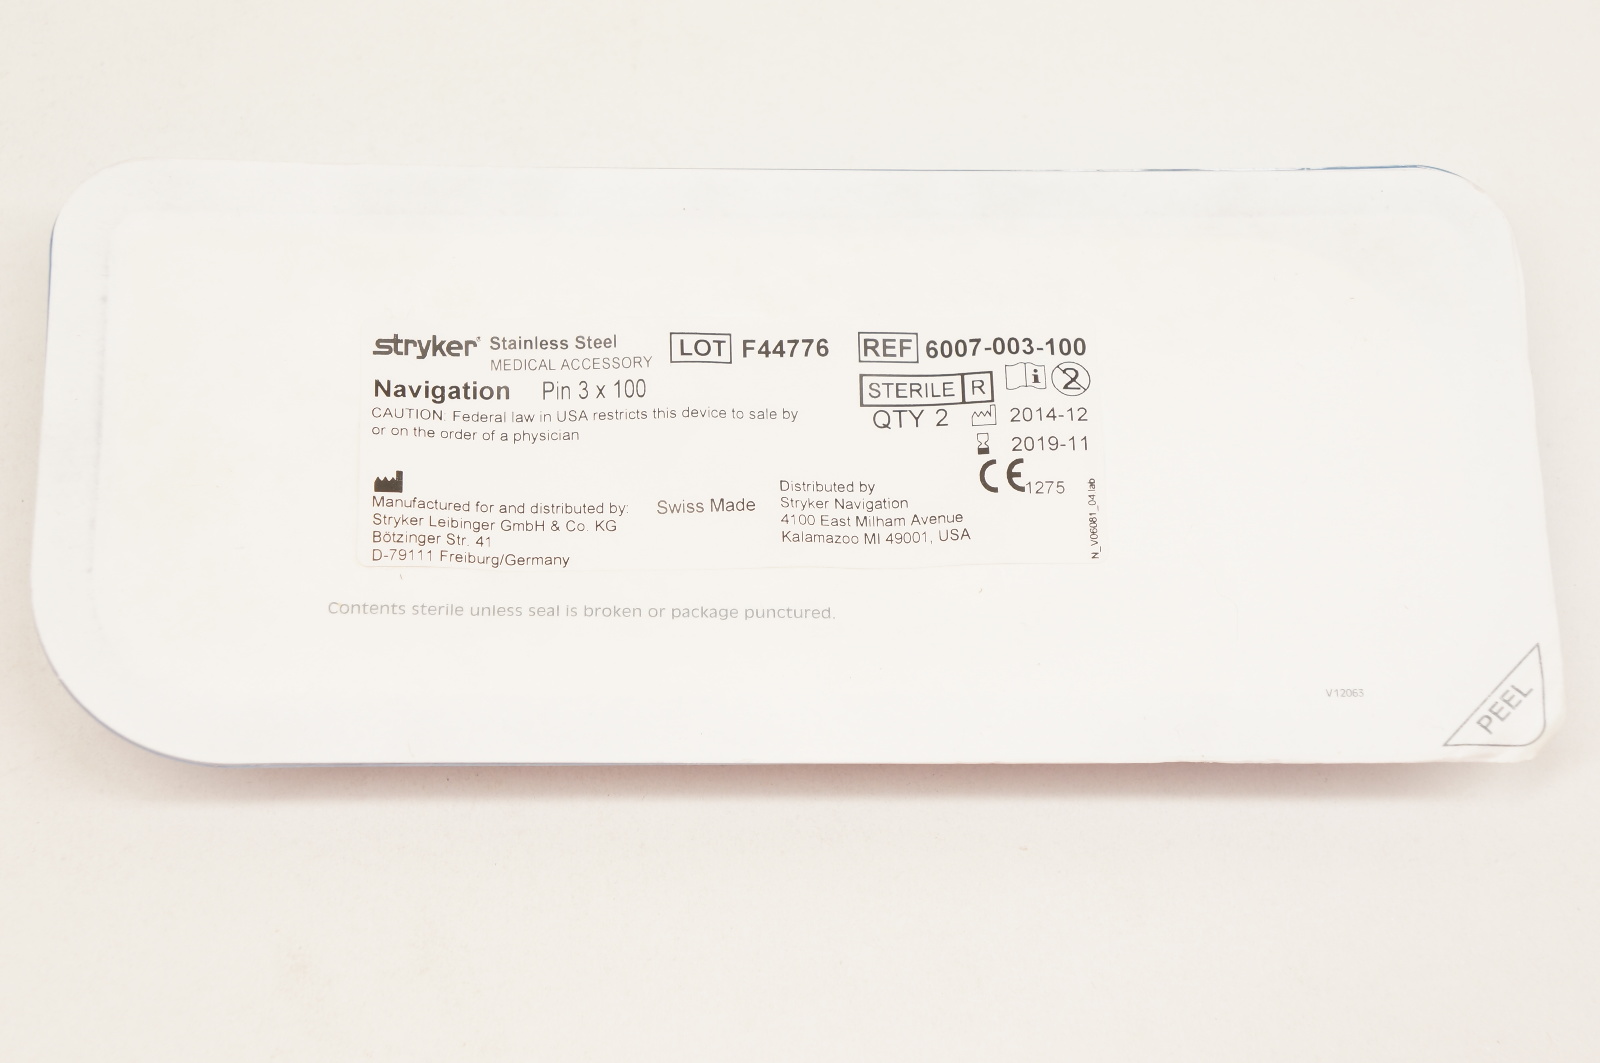 stryker® Stainless Steel
MEDICAL ACCESSORY
LOT F44776
REF 6007-003-100
Navigation Pin 3 x 100
STERILE R
2
CAUTION: Federal law in USA restricts this device to sale by
or on the order of a physician
QTY 2 2014-12
2019-11
CE 1275
Manufactured for and distributed by:
Stryker Leibinger GmbH & Co. KG
Bötzinger Str. 41
D-79111 Freiburg/Germany
Swiss Made
Distributed by
Stryker Navigation
4100 East Milham Avenue
Kalamazoo MI 49001, USA
N_V06081_04.lab
Contents sterile unless seal is broken or package punctured.
V12063
PEEL